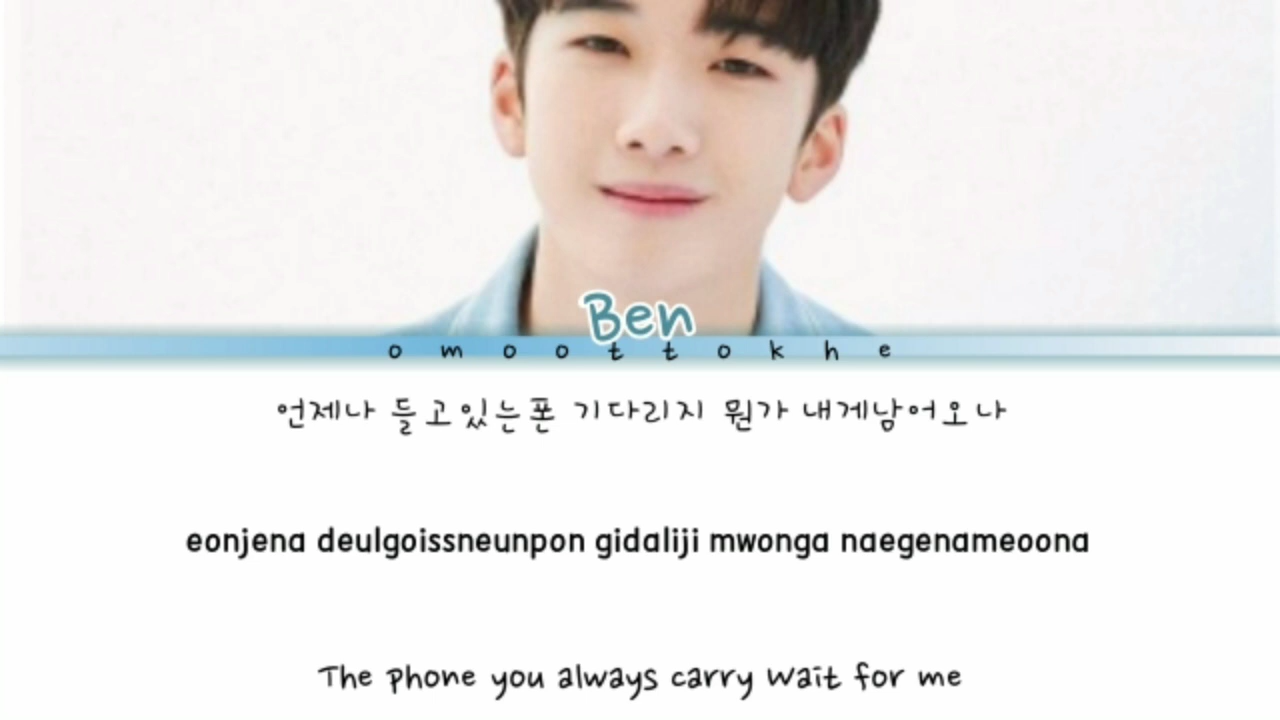 Ben
omoottokhe
언제나 들고있는폰 기다리지 뭔가 내게남어오나
eonjena deulgoissneunpon gidaliji mwonga naegenameoona
The phone you always carry wait for me